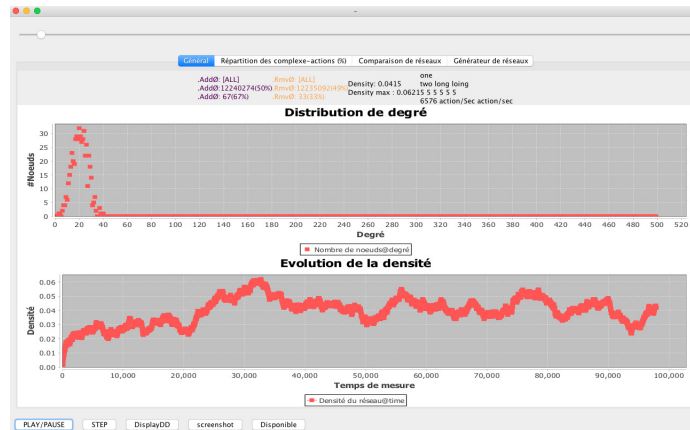 -
Général Répartition des complexe-actions (%) Comparaison de réseaux Générateur de réseaux
.AddØ: [ALL] .RmvØ: [ALL]
.AddØ:12240274(50%) .RmvØ:12235092(49%)
.AddØ: 67(67%) .RmvØ: 33(33%)
Density: 0.0415
Density max : 0.06215 5 5 5 5 5
one
two long loing
6576 action/Sec action/sec
Distribution de degré
#Noeuds
30
25
20
15
10
5
0
0 20 40 60 80 100 120 140 160 180 200 220 240 260 280 300 320 340 360 380 400 420 440 460 480 500 520
Degré
Nombre de noeuds@degré
Evolution de la densité
Densité
0.06
0.05
0.04
0.03
0.02
0.01
0.00
0 10,000 20,000 30,000 40,000 50,000 60,000 70,000 80,000 90,000 100,000
Temps de mesure
Densité du réseau@time
PLAY/PAUSE STEP DisplayDD screenshot Disponible